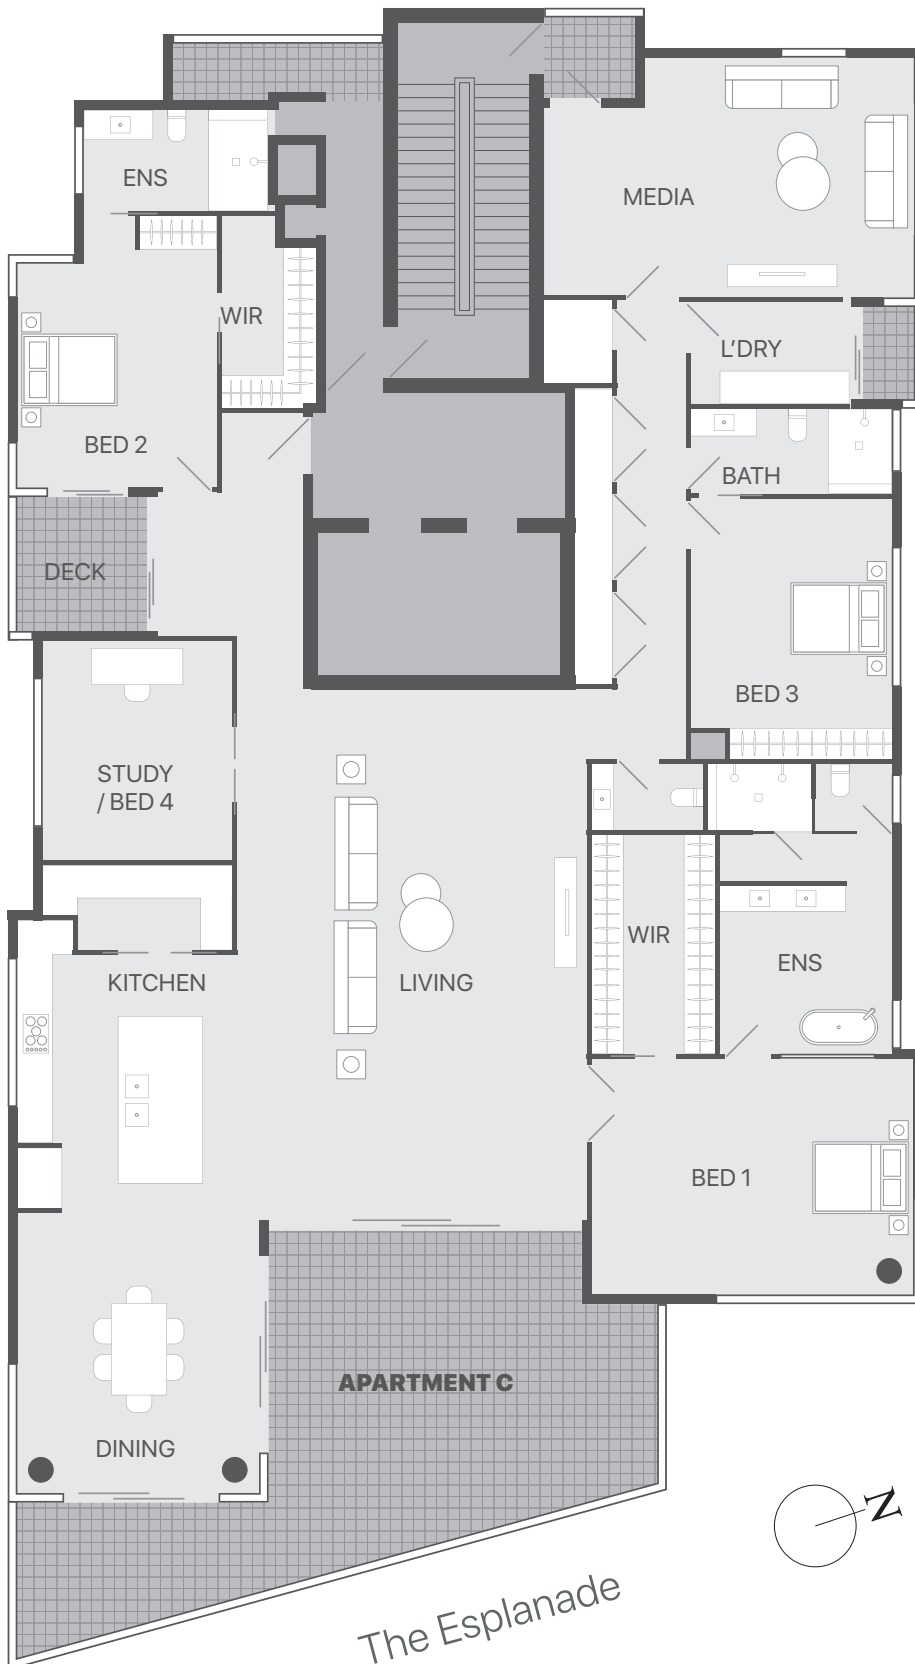 ENS
MEDIA
WIR
L'DRY
BED 2
BATH
DECK
BED 3
STUDY
/ BED 4
WIR
ENS
KITCHEN
LIVING
BED 1
APARTMENT C
DINING
N
The Esplanade